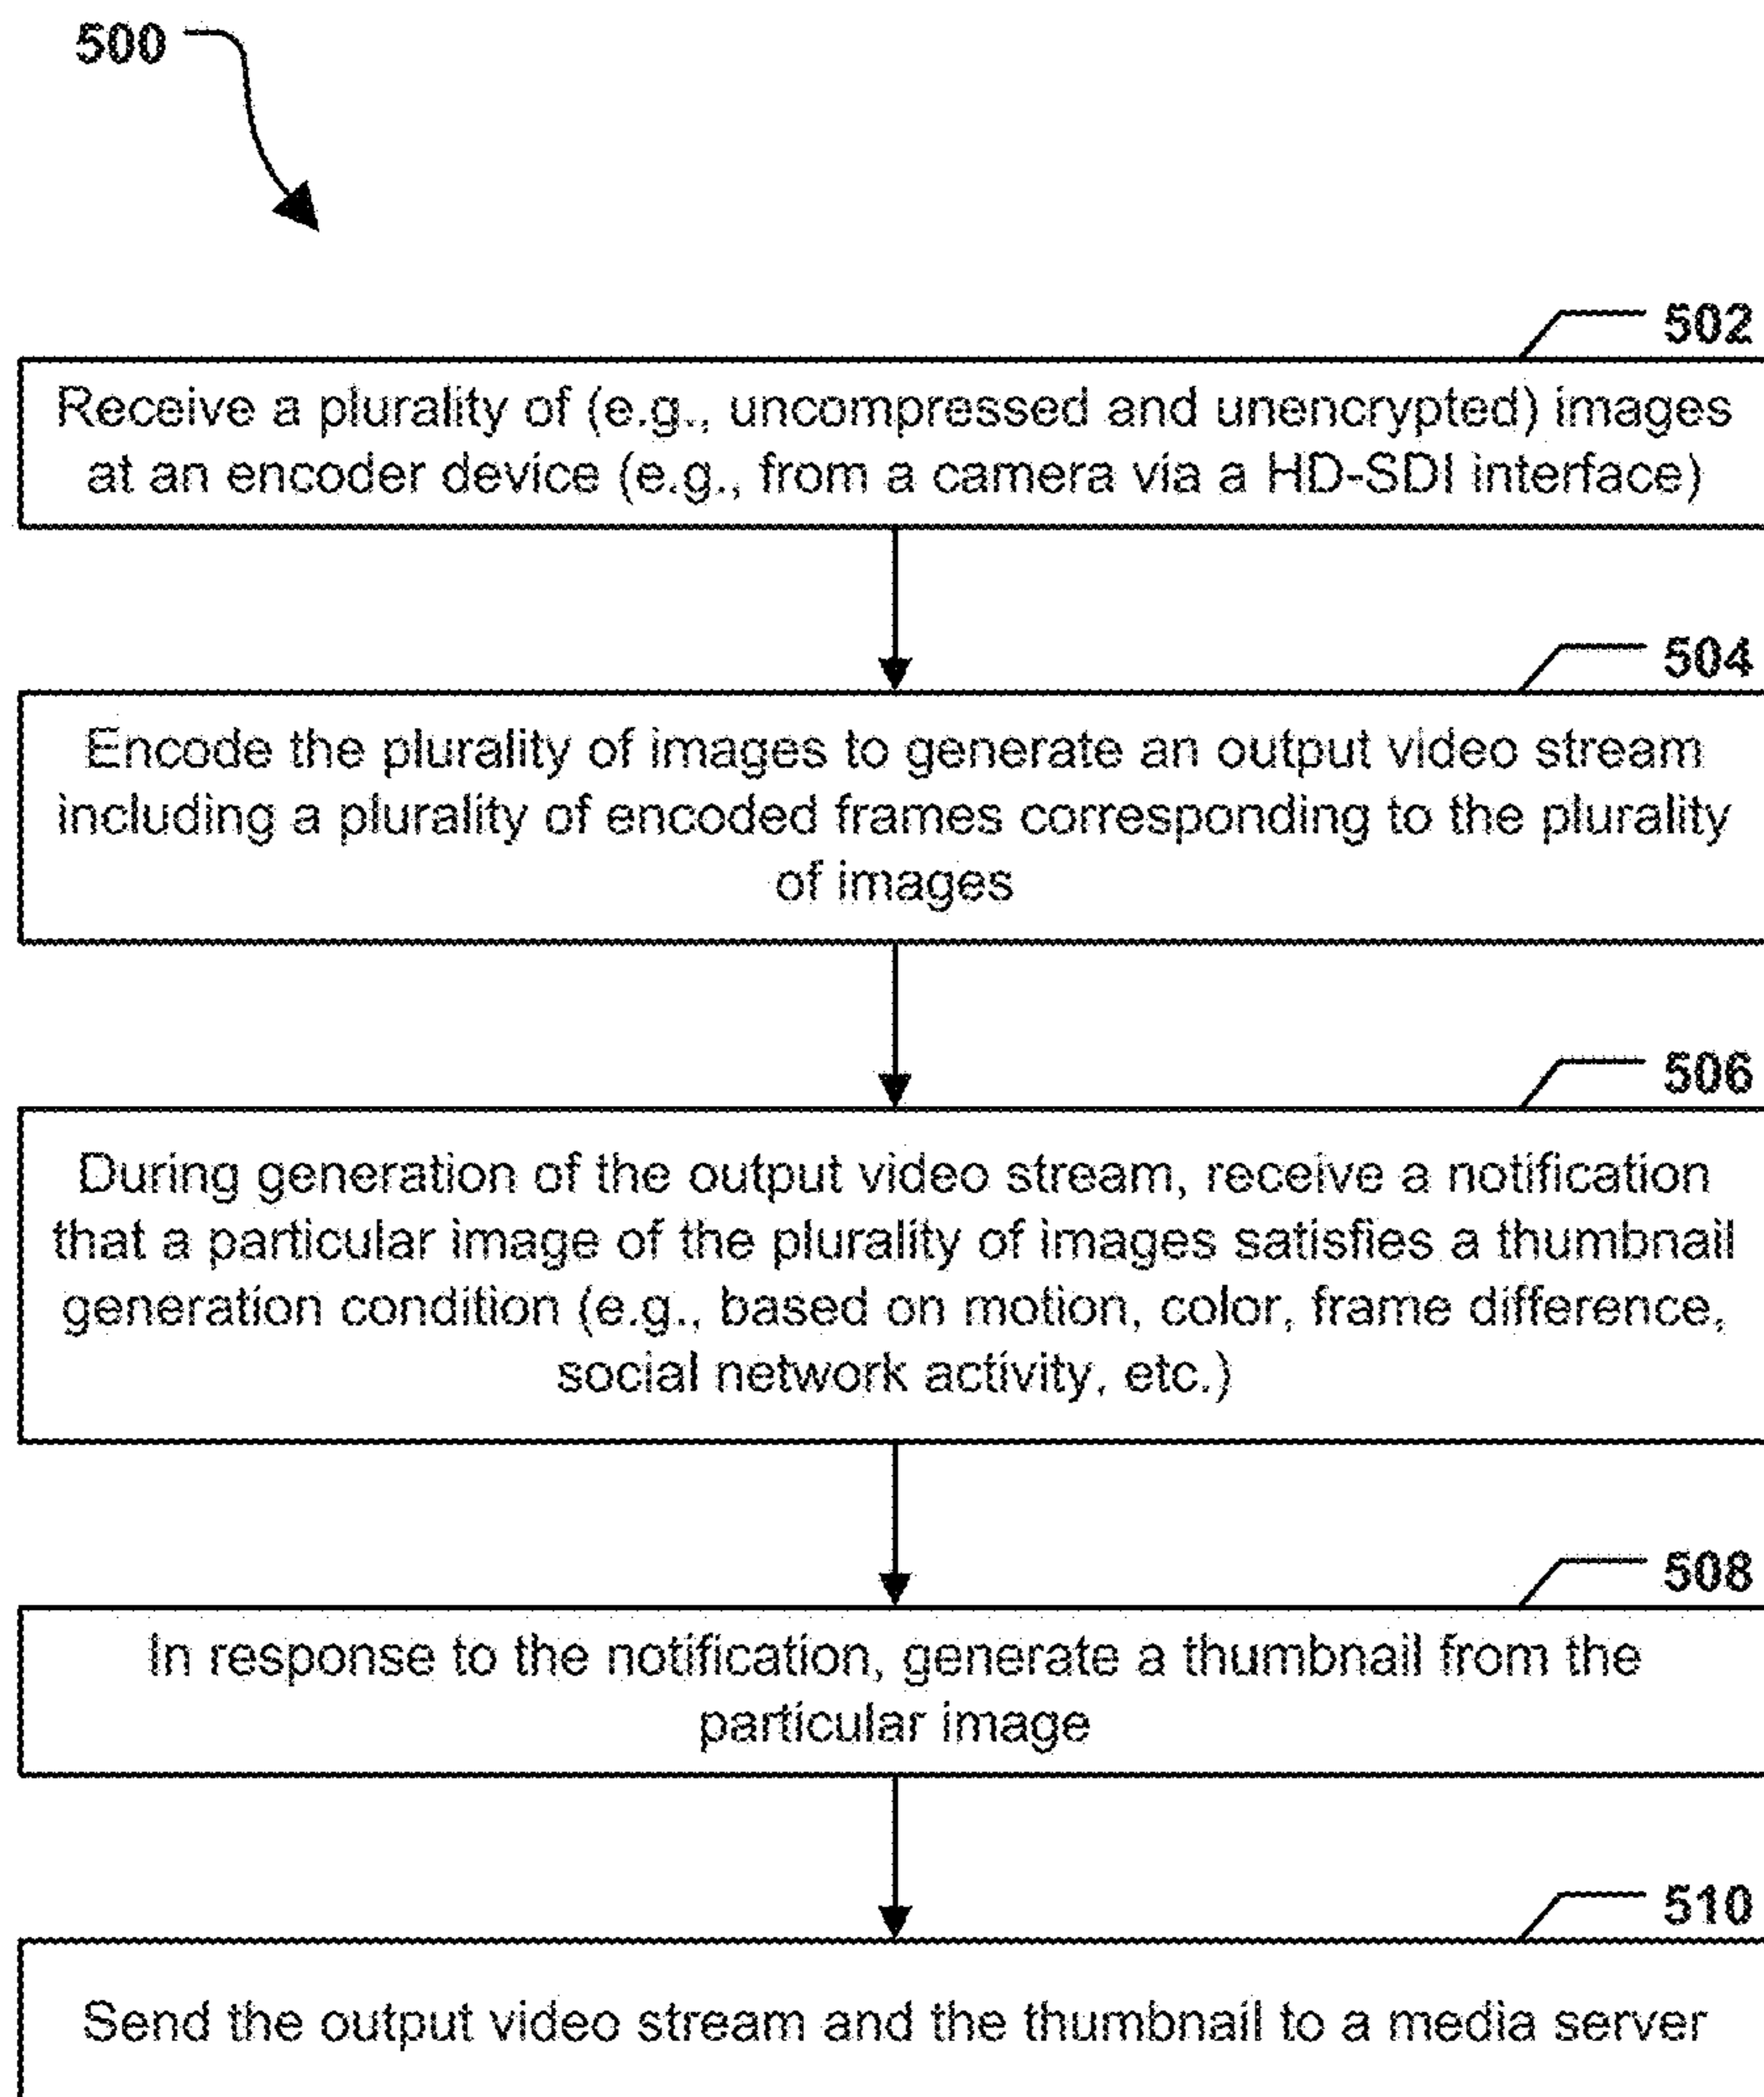 500
502
Receive a plurality of (e.g., uncompressed and unencrypted) images
at an encoder device (e.g., from a camera via a HD-SDI interface)
504
Encode the plurality of images to generate an output video stream
including a plurality of encoded frames corresponding to the plurality
of images
506
During generation of the output video stream, receive a notification
that a particular image of the plurality of images satisfies a thumbnail
generation condition (e.g., based on motion, color, frame difference,
social network activity, etc.)
508
In response to the notification, generate a thumbnail from the
particular image
510
Send the output video stream and the thumbnail to a media server